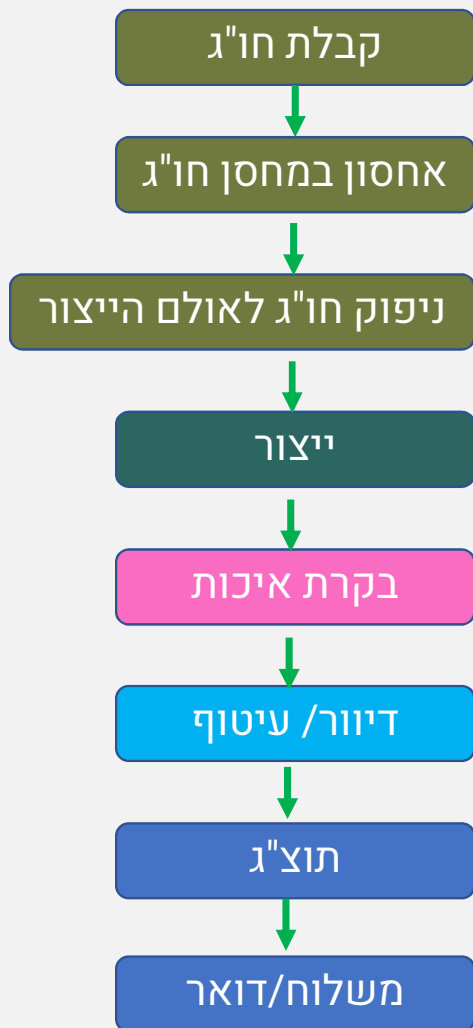 קבלת חו"ג
אחסון במחסן חו"ג
ניפוק חו"ג לאולם הייצור
ייצור
בקרת איכות
דיוור/ עיטוף
תוצ"ג
משלוח/דואר